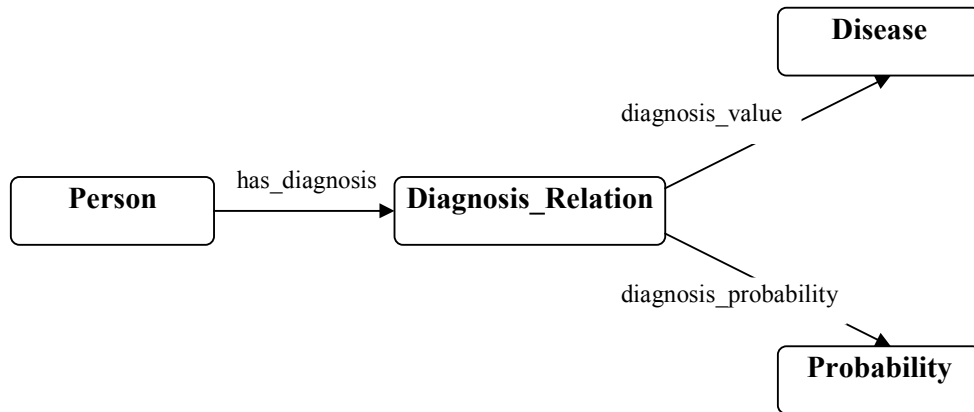 Disease
diagnosis_value
has_diagnosis
Person
Diagnosis_Relation
diagnosis_probability
Probability